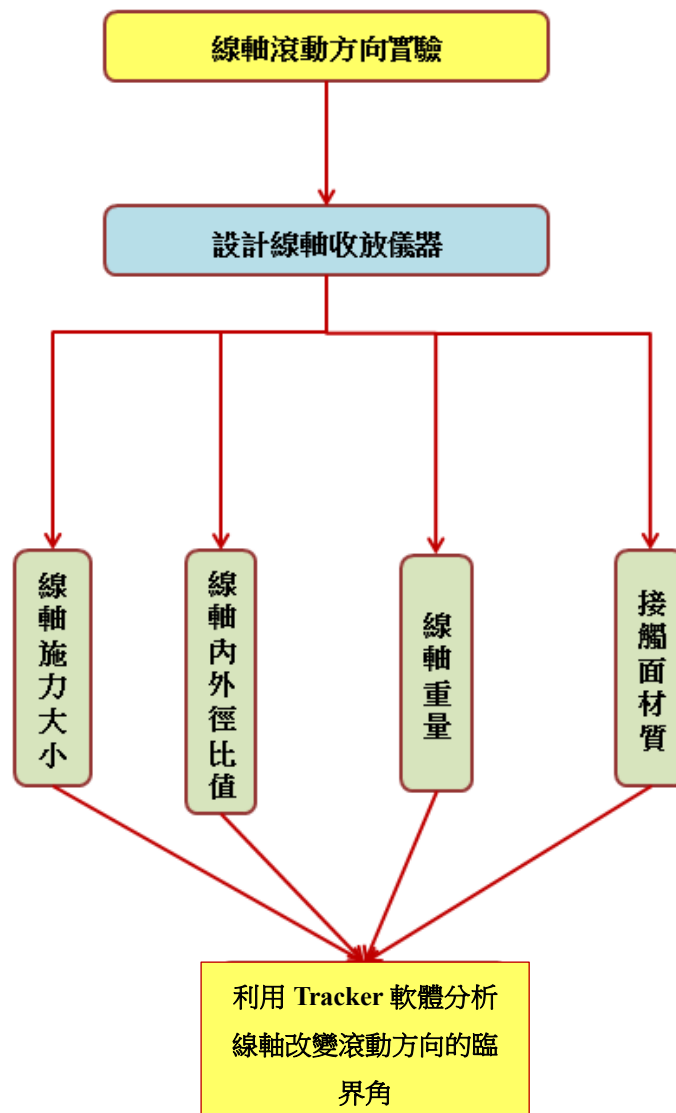 線軸滾動方向實驗
設計線軸收放儀器
線軸施力大小
線軸內外徑比值
線軸重量
接觸面材質
利用 Tracker 軟體分析
線軸改變滾動方向的臨
界角